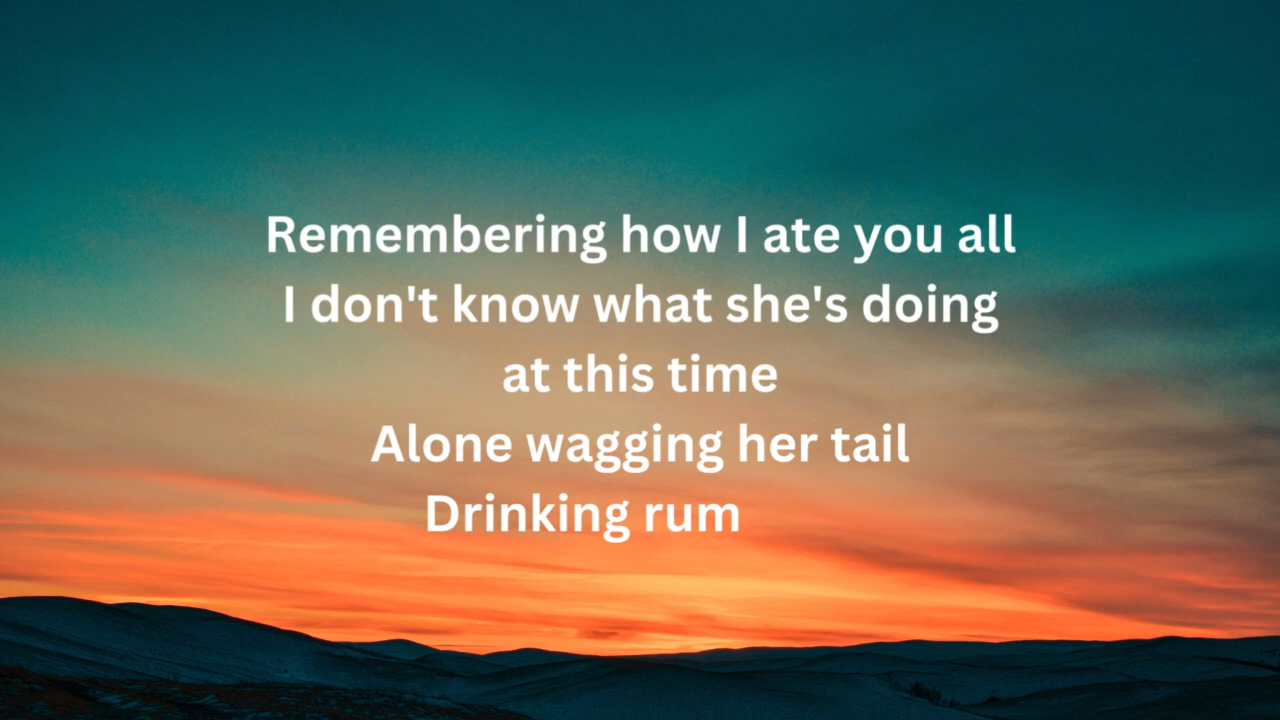 Remembering how I ate you all
I don't know what she's doing
at this time
Alone wagging her tail
Drinking rum